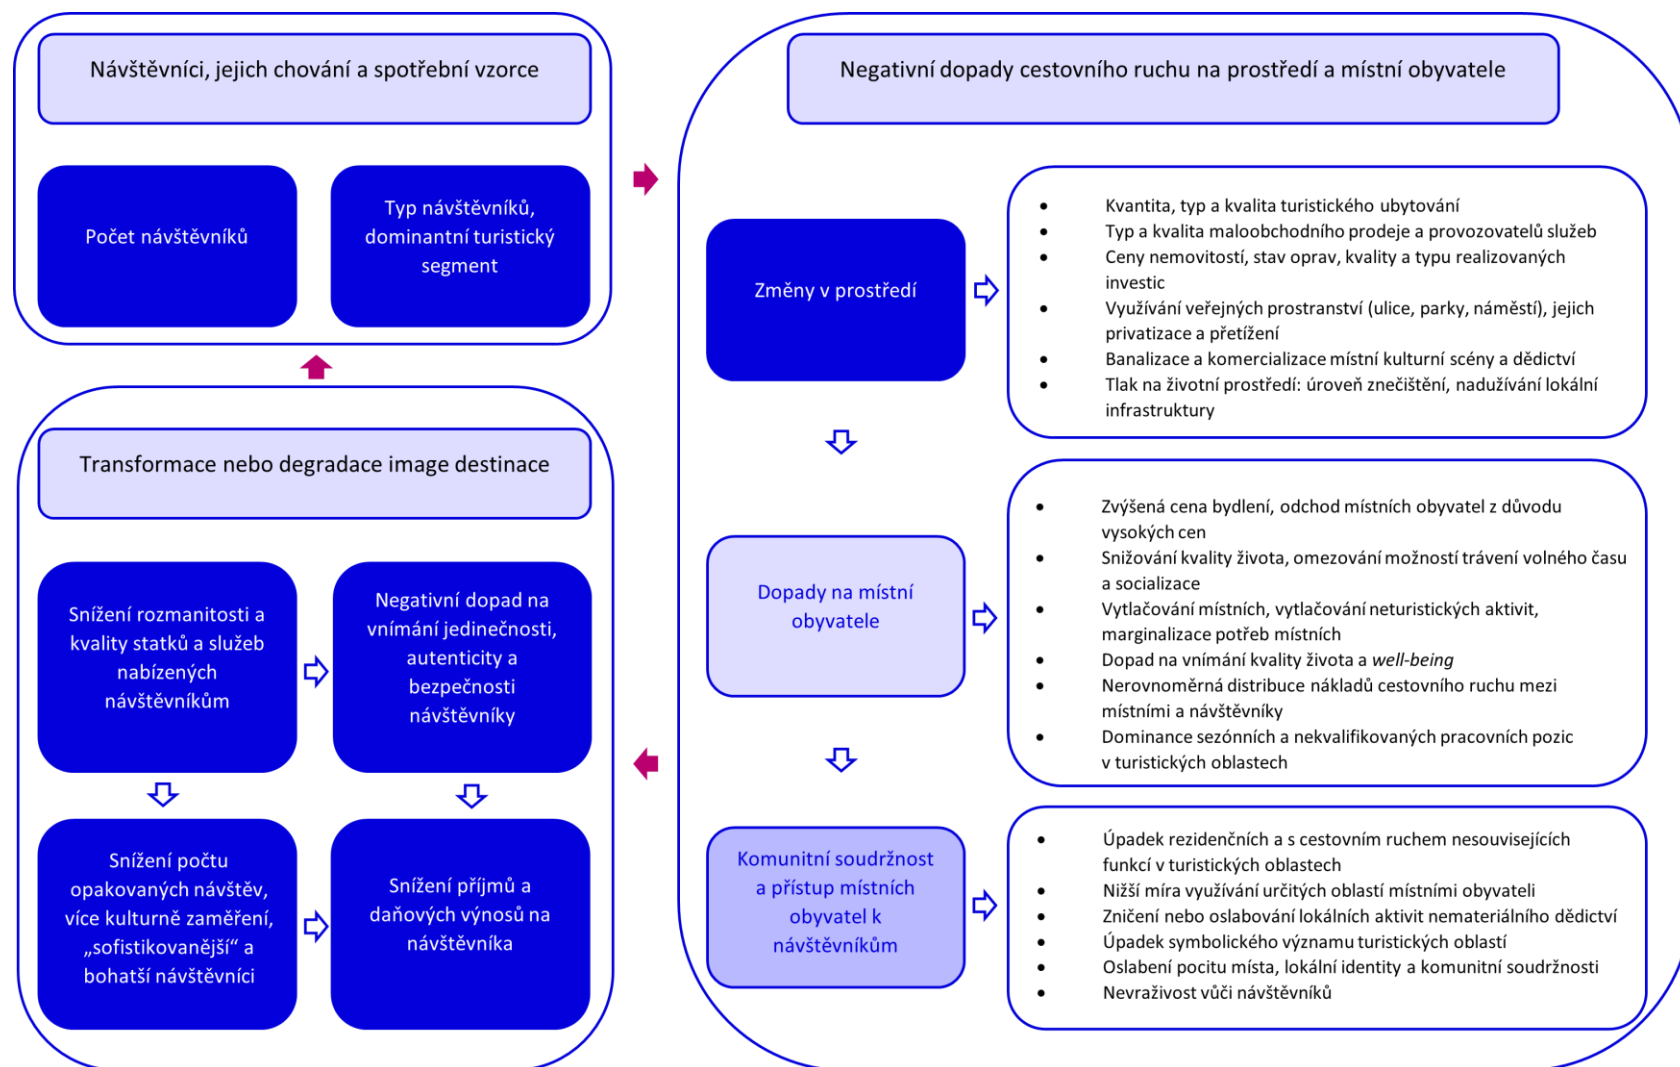 Návštěvníci, jejich chování a spotřební vzorce
Počet návštěvníků
Typ návštěvníků,
dominantní turistický
segment
Transformace nebo degradace image destinace
Snížení rozmanitosti a
kvality statků a služeb
nabízených
návštěvníkům
Negativní dopad na
vnímání jedinečnosti,
autenticity a
bezpečnosti
návštěvníky
Snížení počtu
opakovaných návštěv,
více kulturně zaměření,
„sofistikovanější“ a
bohatší návštěvníci
Snížení příjmů a
daňových výnosů na
návštěvníka
Negativní dopady cestovního ruchu na prostředí a místní obyvatele
Změny v prostředí
• Kvantita, typ a kvalita turistického ubytování
• Typ a kvalita maloobchodního prodeje a provozovatelů služeb
• Ceny nemovitostí, stav oprav, kvality a typu realizovaných
investic
• Využívání veřejných prostranství (ulice, parky, náměstí), jejich
privatizace a přetížení
• Banalizace a komercializace místní kulturní scény a dědictví
• Tlak na životní prostředí: úroveň znečištění, nadužívání lokální
infrastruktury
Dopady na místní
obyvatele
• Zvýšená cena bydlení, odchod místních obyvatel z důvodu
vysokých cen
• Snižování kvality života, omezování možností trávení volného času
a socializace
• Vytlačování místních, vytlačování neturistických aktivit,
marginalizace potřeb místních
• Dopad na vnímání kvality života a well-being
• Nerovnoměrná distribuce nákladů cestovního ruchu mezi
místními a návštěvníky
• Dominance sezónních a nekvalifikovaných pracovních pozic
v turistických oblastech
Komunitní soudržnost
a přístup místních
obyvatel k
návštěvníkům
• Úpadek rezidenčních a s cestovním ruchem nesouvisejících
funkcí v turistických oblastech
• Nižší míra využívání určitých oblastí místními obyvateli
• Zničení nebo oslabování lokálních aktivit nemateriálního dědictví
• Úpadek symbolického významu turistických oblastí
• Oslabení pocitu místa, lokální identity a komunitní soudržnosti
• Nevraživost vůči návštěvníků